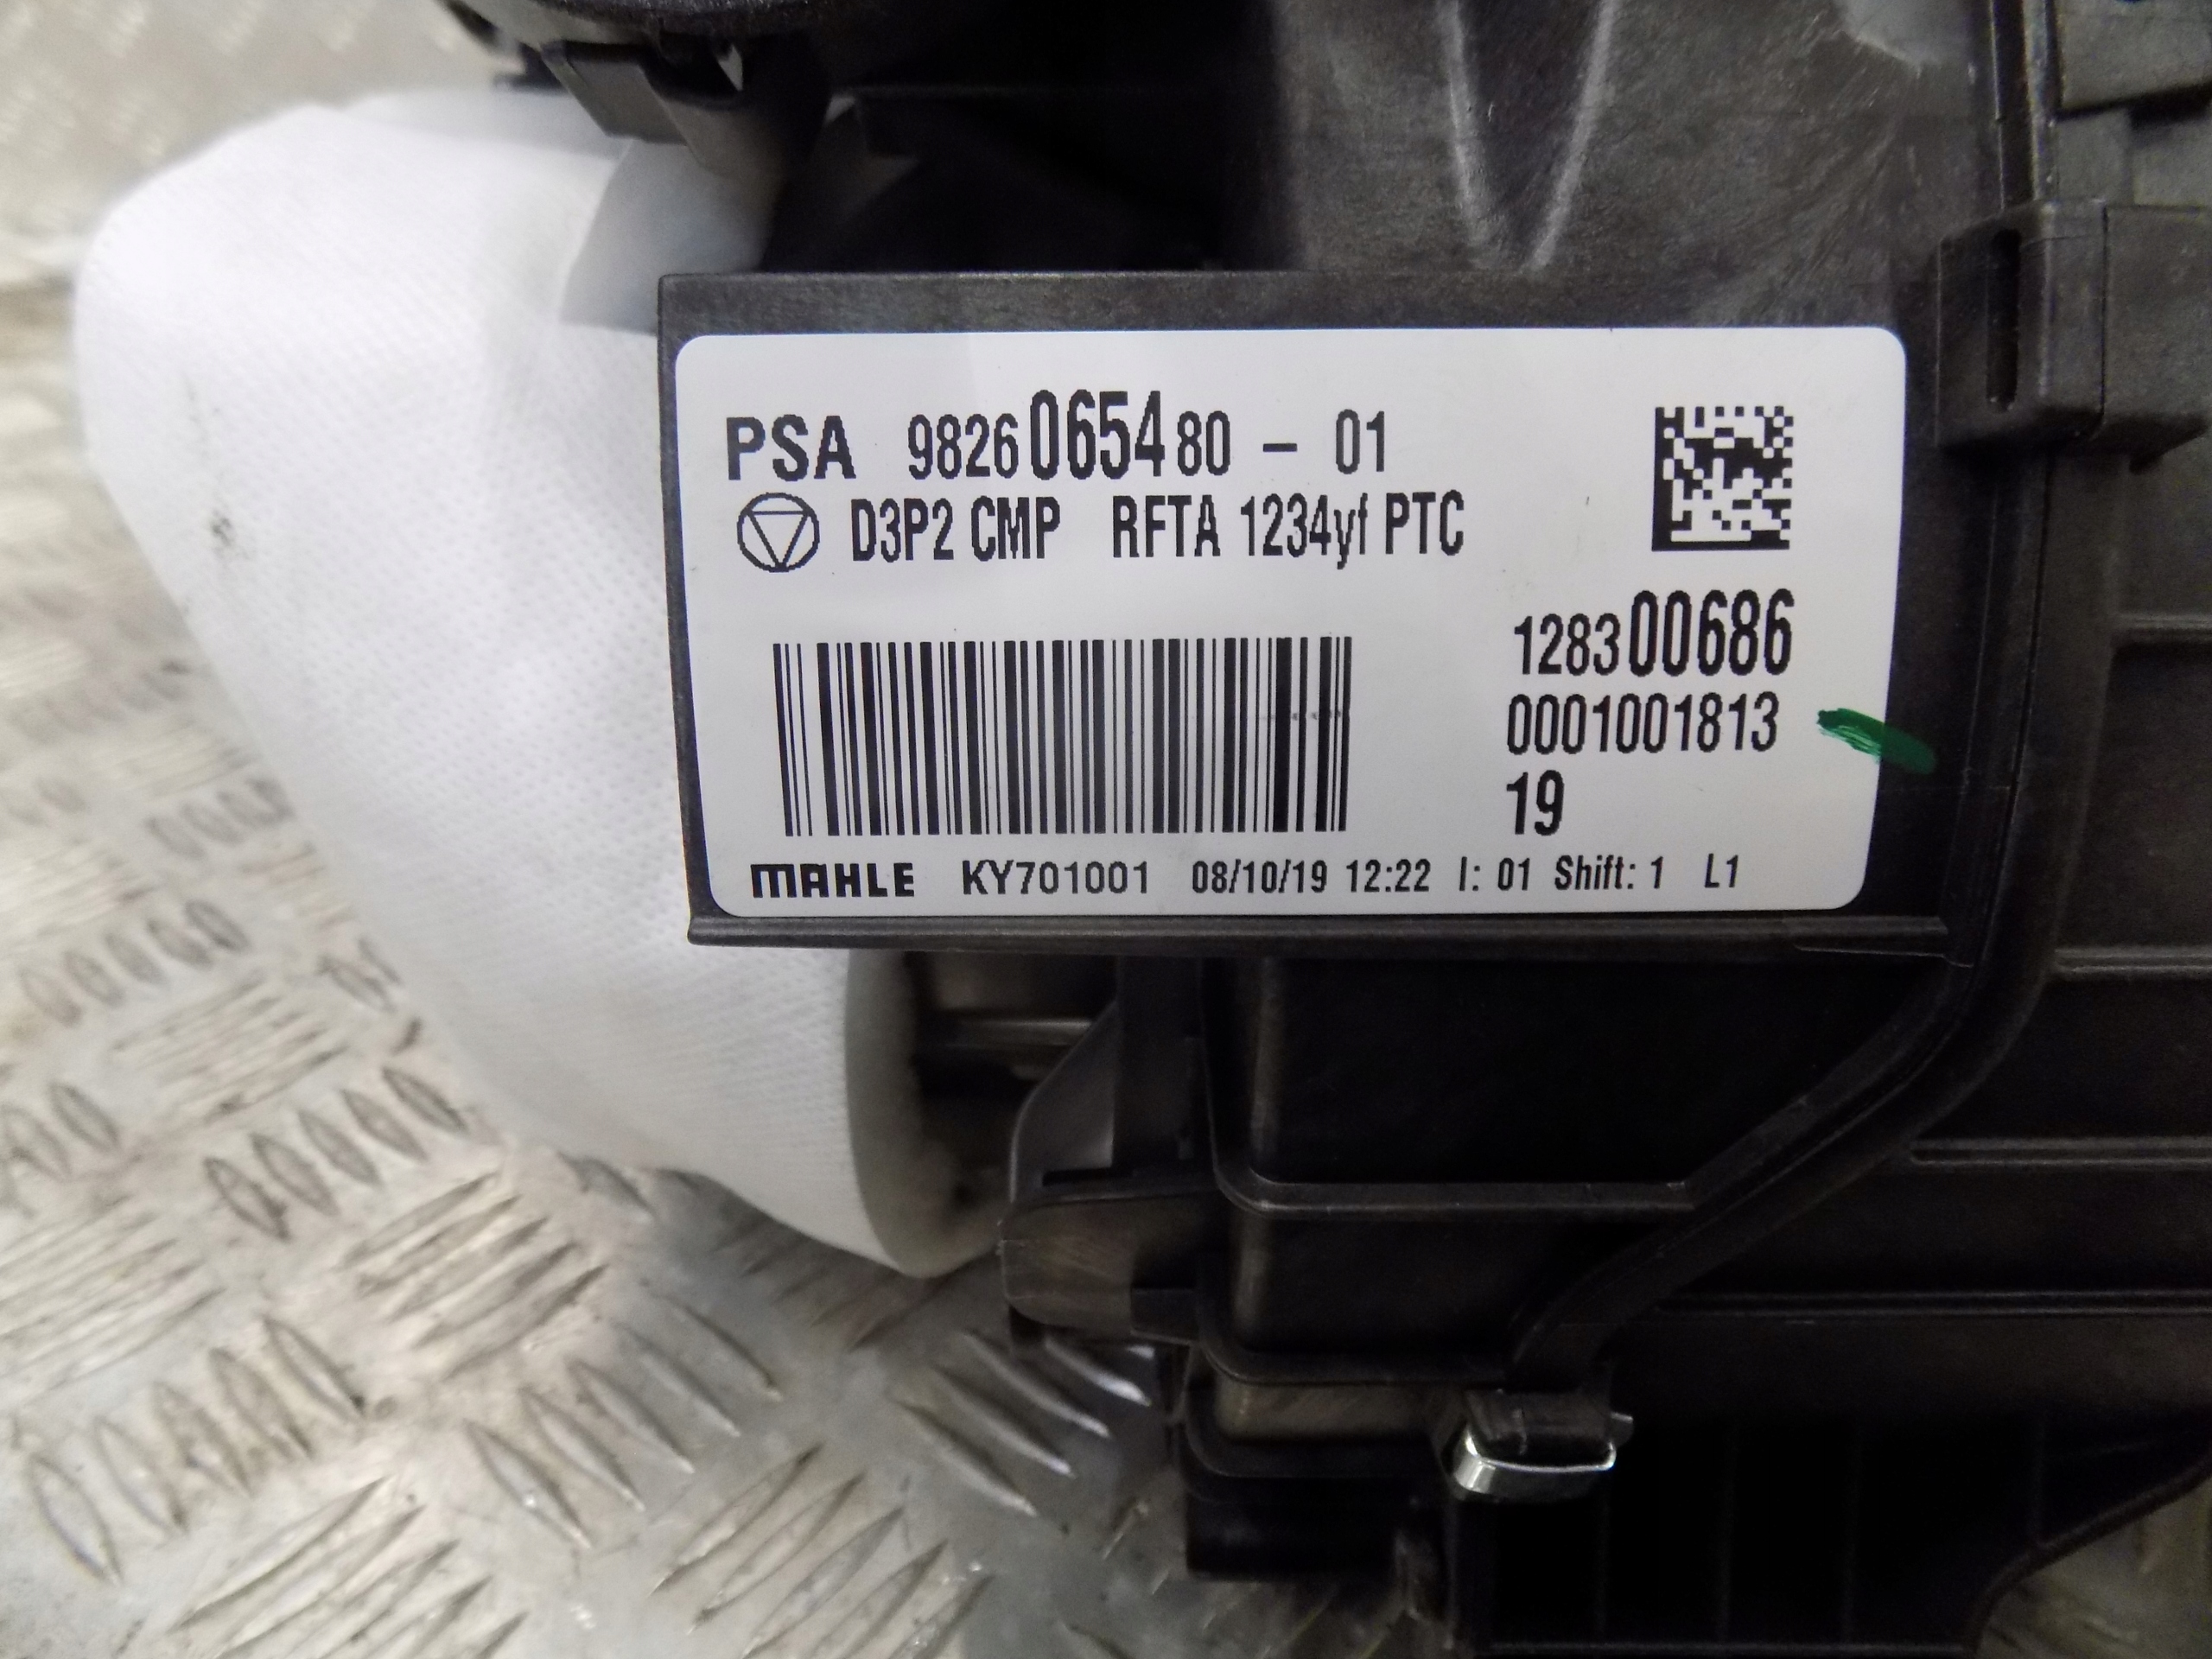 PSA 9826065480 - 01
D3P2 CMP RFTA 1234yf PTC
128300686
0001001813
19
MAHLE KY701001 08/10/19 12:22 I: 01 Shift: 1 L1